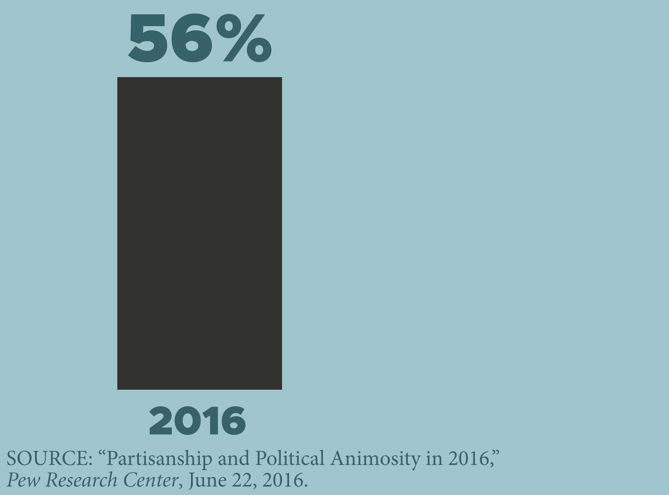 56%
2016
SOURCE: “Partisanship and Political Animosity in 2016,”
Pew Research Center, June 22, 2016.